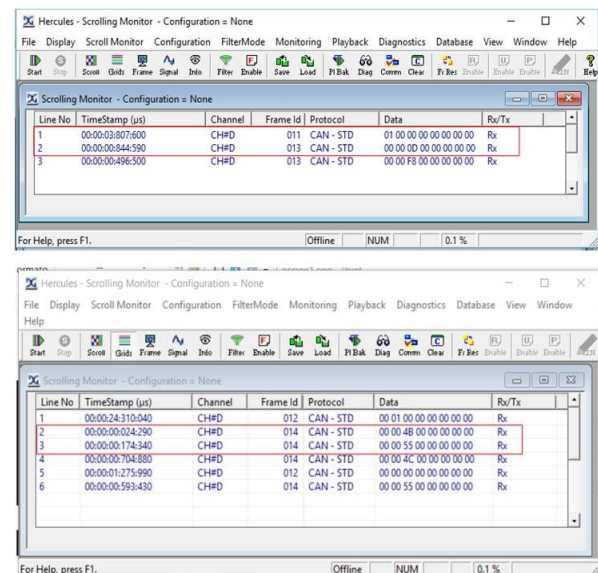 Hercules - Scrolling Monitor - Configuration = None
File Display Scroll Monitor Configuration FilterMode Monitoring Playback Diagnostics Database View Window Help
Start Stop Scroll Grids Frame Signal Info Filter Enable Save Load Pl Bak Diag Comm Clear Fr Res Enable Enable Enable Help
Scrolling Monitor - Configuration = None
Line No TimeStamp (µs) Channel Frame Id Protocol Data Rx/Tx
1 00:00:03:807:600 CH#D 011 CAN - STD 01 00 00 00 00 00 00 00 Rx
2 00:00:00:844:590 CH#D 013 CAN - STD 00 00 0D 00 00 00 00 00 Rx
3 00:00:00:496:500 CH#D 013 CAN - STD 00 00 F8 00 00 00 00 00 Rx
For Help, press F1. Offline NUM 0.1 %
Hercules - Scrolling Monitor - Configuration = None
File Display Scroll Monitor Configuration FilterMode Monitoring Playback Diagnostics Database View Window
Help
Start Stop Scroll Grids Frame Signal Info Filter Enable Save Load Pl Bak Diag Comm Clear Fr Res Enable Enable Enable
Scrolling Monitor - Configuration = None
Line No TimeStamp (µs) Channel Frame Id Protocol Data Rx/Tx
1 00:00:24:310:040 CH#D 012 CAN - STD 00 01 00 00 00 00 00 00 Rx
2 00:00:00:024:290 CH#D 014 CAN - STD 00 00 4B 00 00 00 00 00 Rx
3 00:00:00:174:340 CH#D 014 CAN - STD 00 00 55 00 00 00 00 00 Rx
4 00:00:00:704:880 CH#D 014 CAN - STD 00 00 4C 00 00 00 00 00 Rx
5 00:00:01:275:990 CH#D 012 CAN - STD 00 00 00 00 00 00 00 00 Rx
6 00:00:00:593:430 CH#D 014 CAN - STD 00 00 55 00 00 00 00 00 Rx
For Help, press F1. Offline NUM 0.1 %